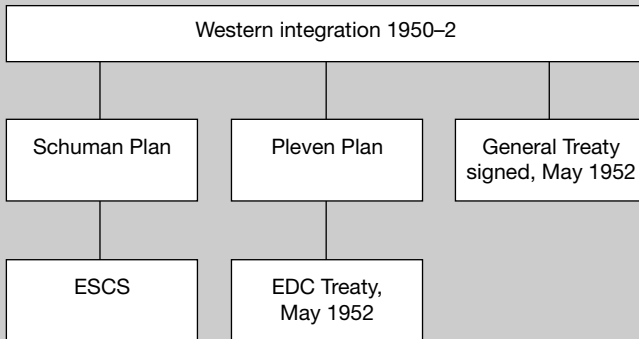 Western integration 1950–2
Schuman Plan
Pleven Plan
General Treaty
signed, May 1952
ESCS
EDC Treaty,
May 1952